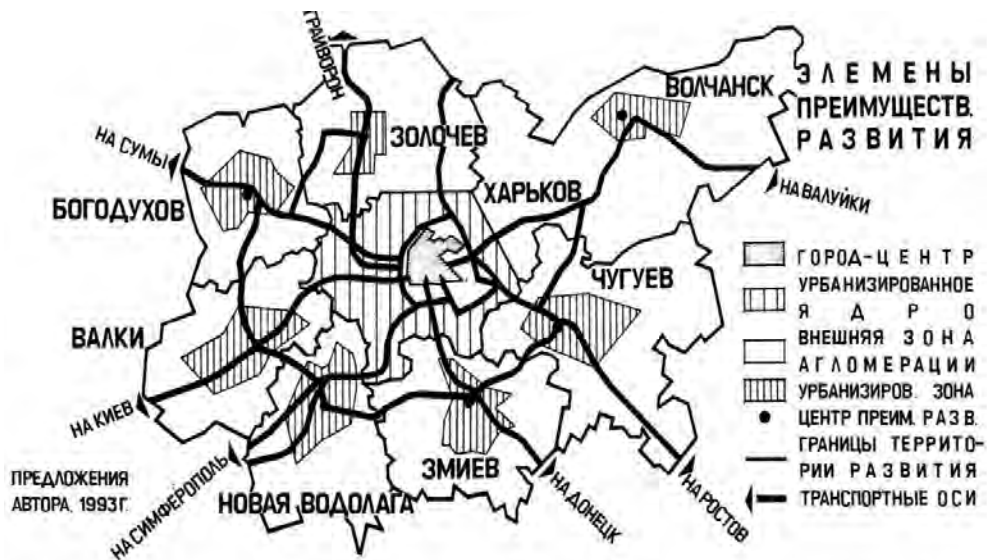 ГРАЙВОРОН
ЭЛЕМЕНЫ
ПРЕИМУЩЕСТВ.
РАЗВИТИЯ
ВОЛЧАНСК
НА СУМЫ
ЗОЛОЧЕВ
ХАРЬКОВ
НА ВАЛУЙКИ
БОГОДУХОВ
ЧУГУЕВ
ВАЛКИ
НА КИЕВ
НА СИМФЕРОПОЛЬ
НОВАЯ ВОДОЛАГА
ЗМИЕВ
НА ДОНЕЦК
НА РОСТОВ
ГОРОД-ЦЕНТР
УРБАНИЗИРОВАННОЕ
ЯДРО
ВНЕШНЯЯ ЗОНА
АГЛОМЕРАЦИИ
УРБАНИЗИРОВ. ЗОНА
ЦЕНТР ПРЕИМ. РАЗВ.
ГРАНИЦЫ ТЕРРИТО-
РИИ РАЗВИТИЯ
ТРАНСПОРТНЫЕ ОСИ
ПРЕДЛОЖЕНИЯ
АВТОРА. 1993Г.